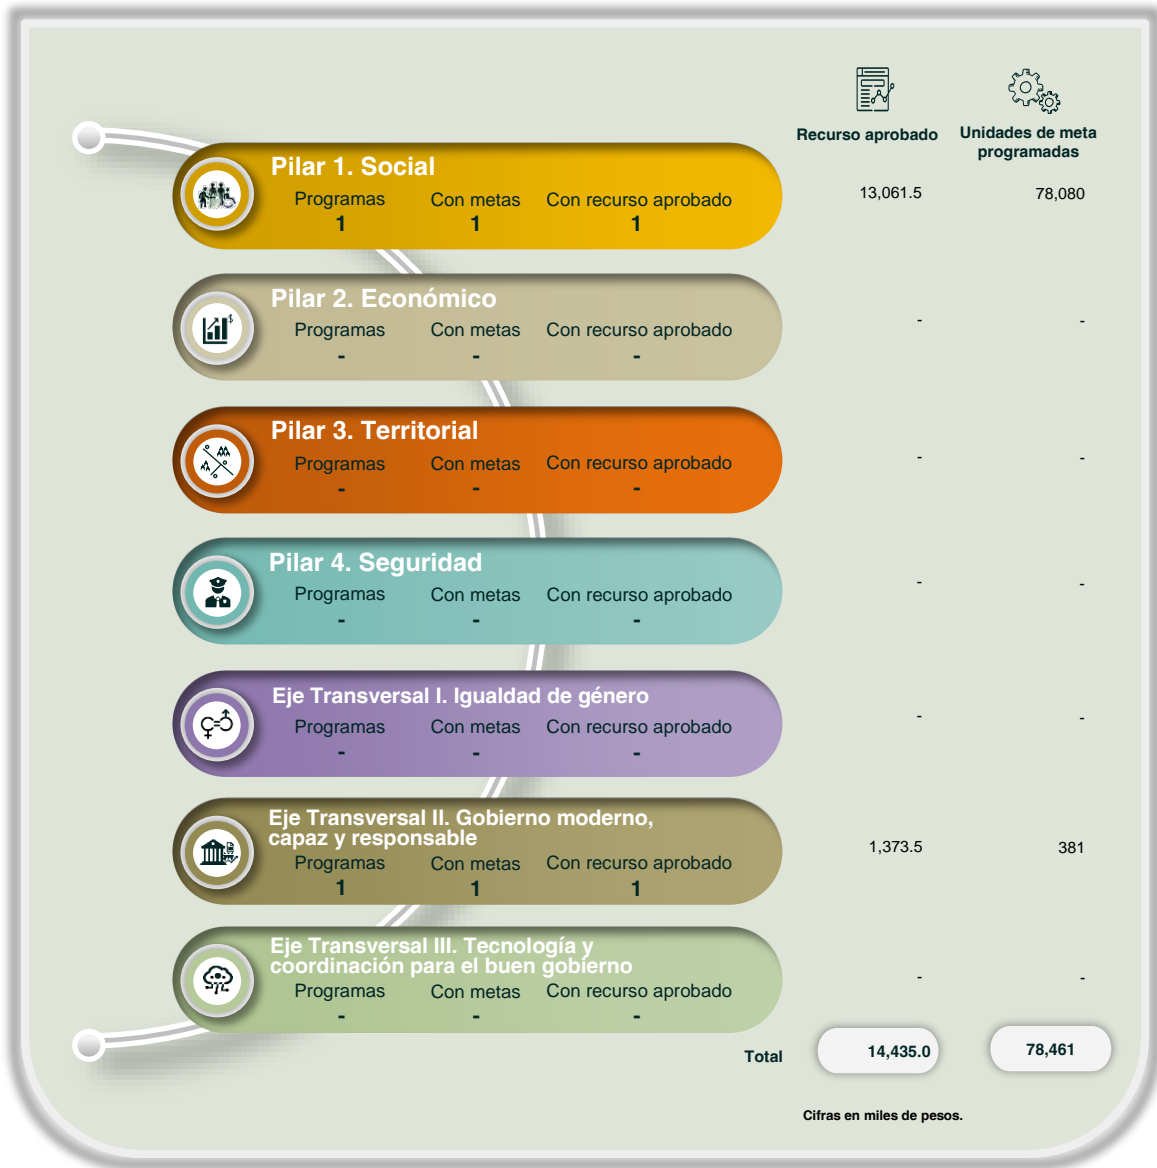 Recurso aprobado
Unidades de meta
programadas
Pilar 1. Social
Programas Con metas Con recurso aprobado
1 1 1
13,061.5 78,080
Pilar 2. Económico
Programas Con metas Con recurso aprobado
- - -
- -
Pilar 3. Territorial
Programas Con metas Con recurso aprobado
- - -
- -
Pilar 4. Seguridad
Programas Con metas Con recurso aprobado
- - -
- -
Eje Transversal I. Igualdad de género
Programas Con metas Con recurso aprobado
- - -
- -
Eje Transversal II. Gobierno moderno,
capaz y responsable
Programas Con metas Con recurso aprobado
1 1 1
1,373.5 381
Eje Transversal III. Tecnología y
coordinación para el buen gobierno
Programas Con metas Con recurso aprobado
- - -
- -
Total 14,435.0 78,461
Cifras en miles de pesos.